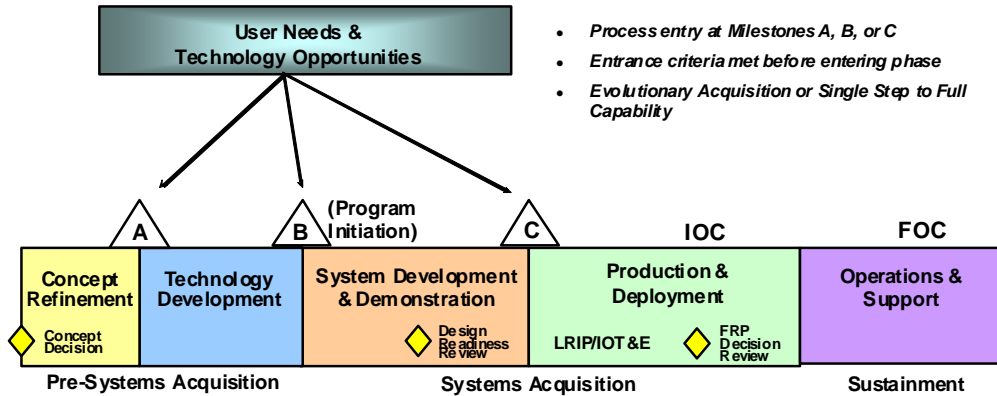 User Needs &
Technology Opportunities
● Process entry at Milestones A, B, or C
● Entrance criteria met before entering phase
● Evolutionary Acquisition or Single Step to Full
Capability
A
B
(Program
Initiation)
C
IOC
FOC
Concept
Refinement
Technology
Development
System Development
& Demonstration
Production &
Deployment
Operations &
Support
Concept
Decision
Design
Readiness
Review
LRIP/IOT&E
FRP
Decision
Review
Pre-Systems Acquisition
Systems Acquisition
Sustainment